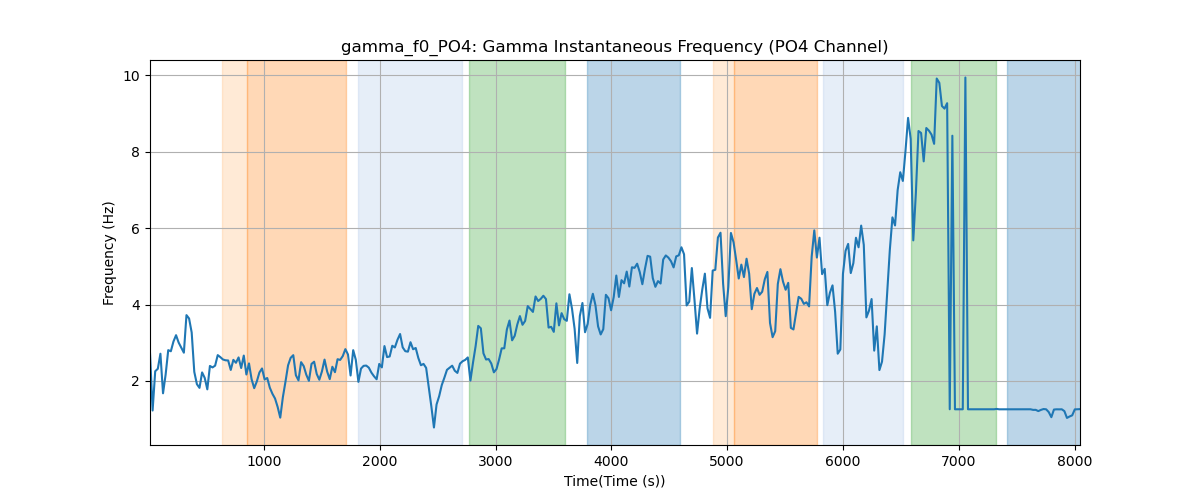 gamma_f0_PO4: Gamma Instantaneous Frequency (PO4 Channel)
10
8
6
4
2
Frequency (Hz)
1000 2000 3000 4000 5000 6000 7000 8000
Time(Time (s))